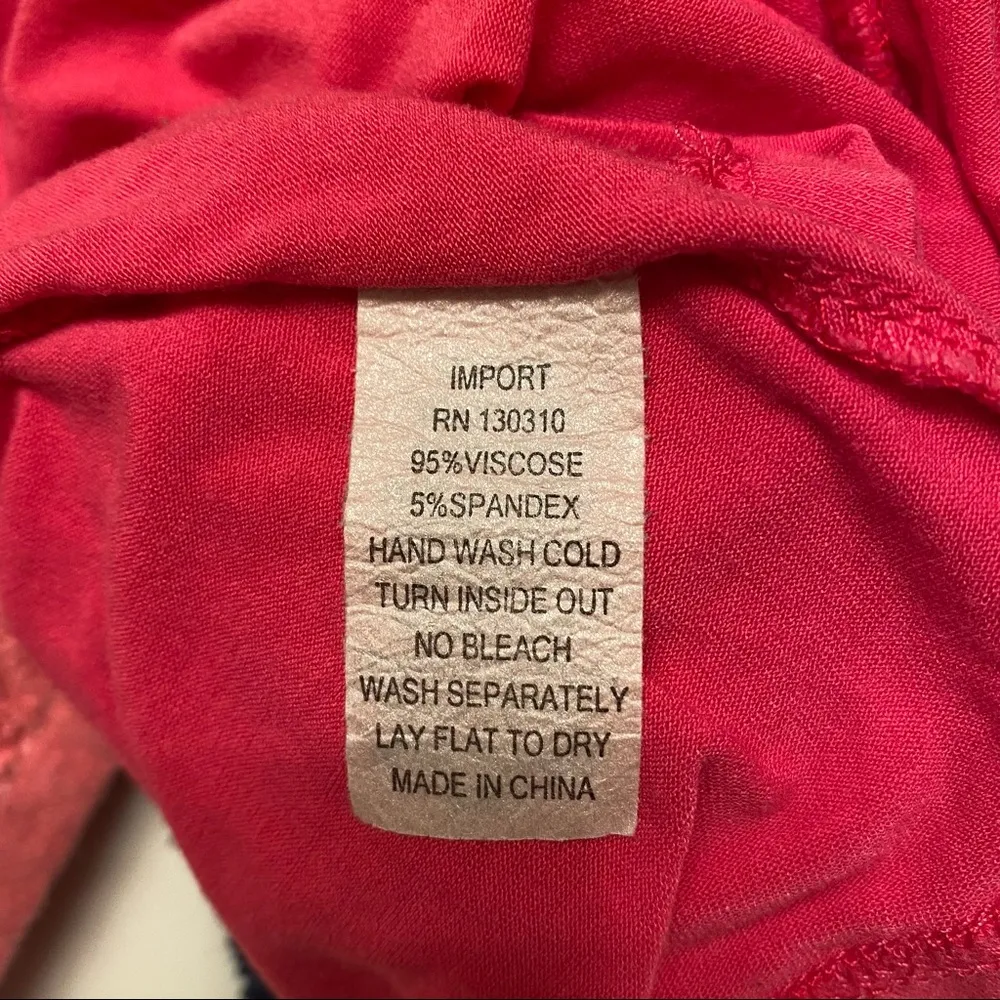 IMPORT
RN 130310
95%VISCOSE
5%SPANDEX
HAND WASH COLD
TURN INSIDE OUT
NO BLEACH
WASH SEPARATELY
LAY FLAT TO DRY
MADE IN CHINA